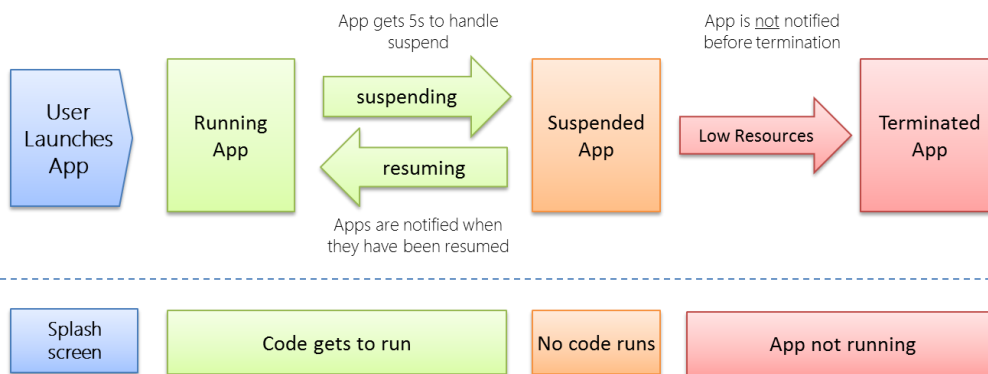 App gets 5s to handle
suspend
App is not notified
before termination
User
Launches
App
Running
App
suspending
resuming
Suspended
App
Low Resources
Terminated
App
Apps are notified when
they have been resumed
Splash
screen
Code gets to run
No code runs
App not running